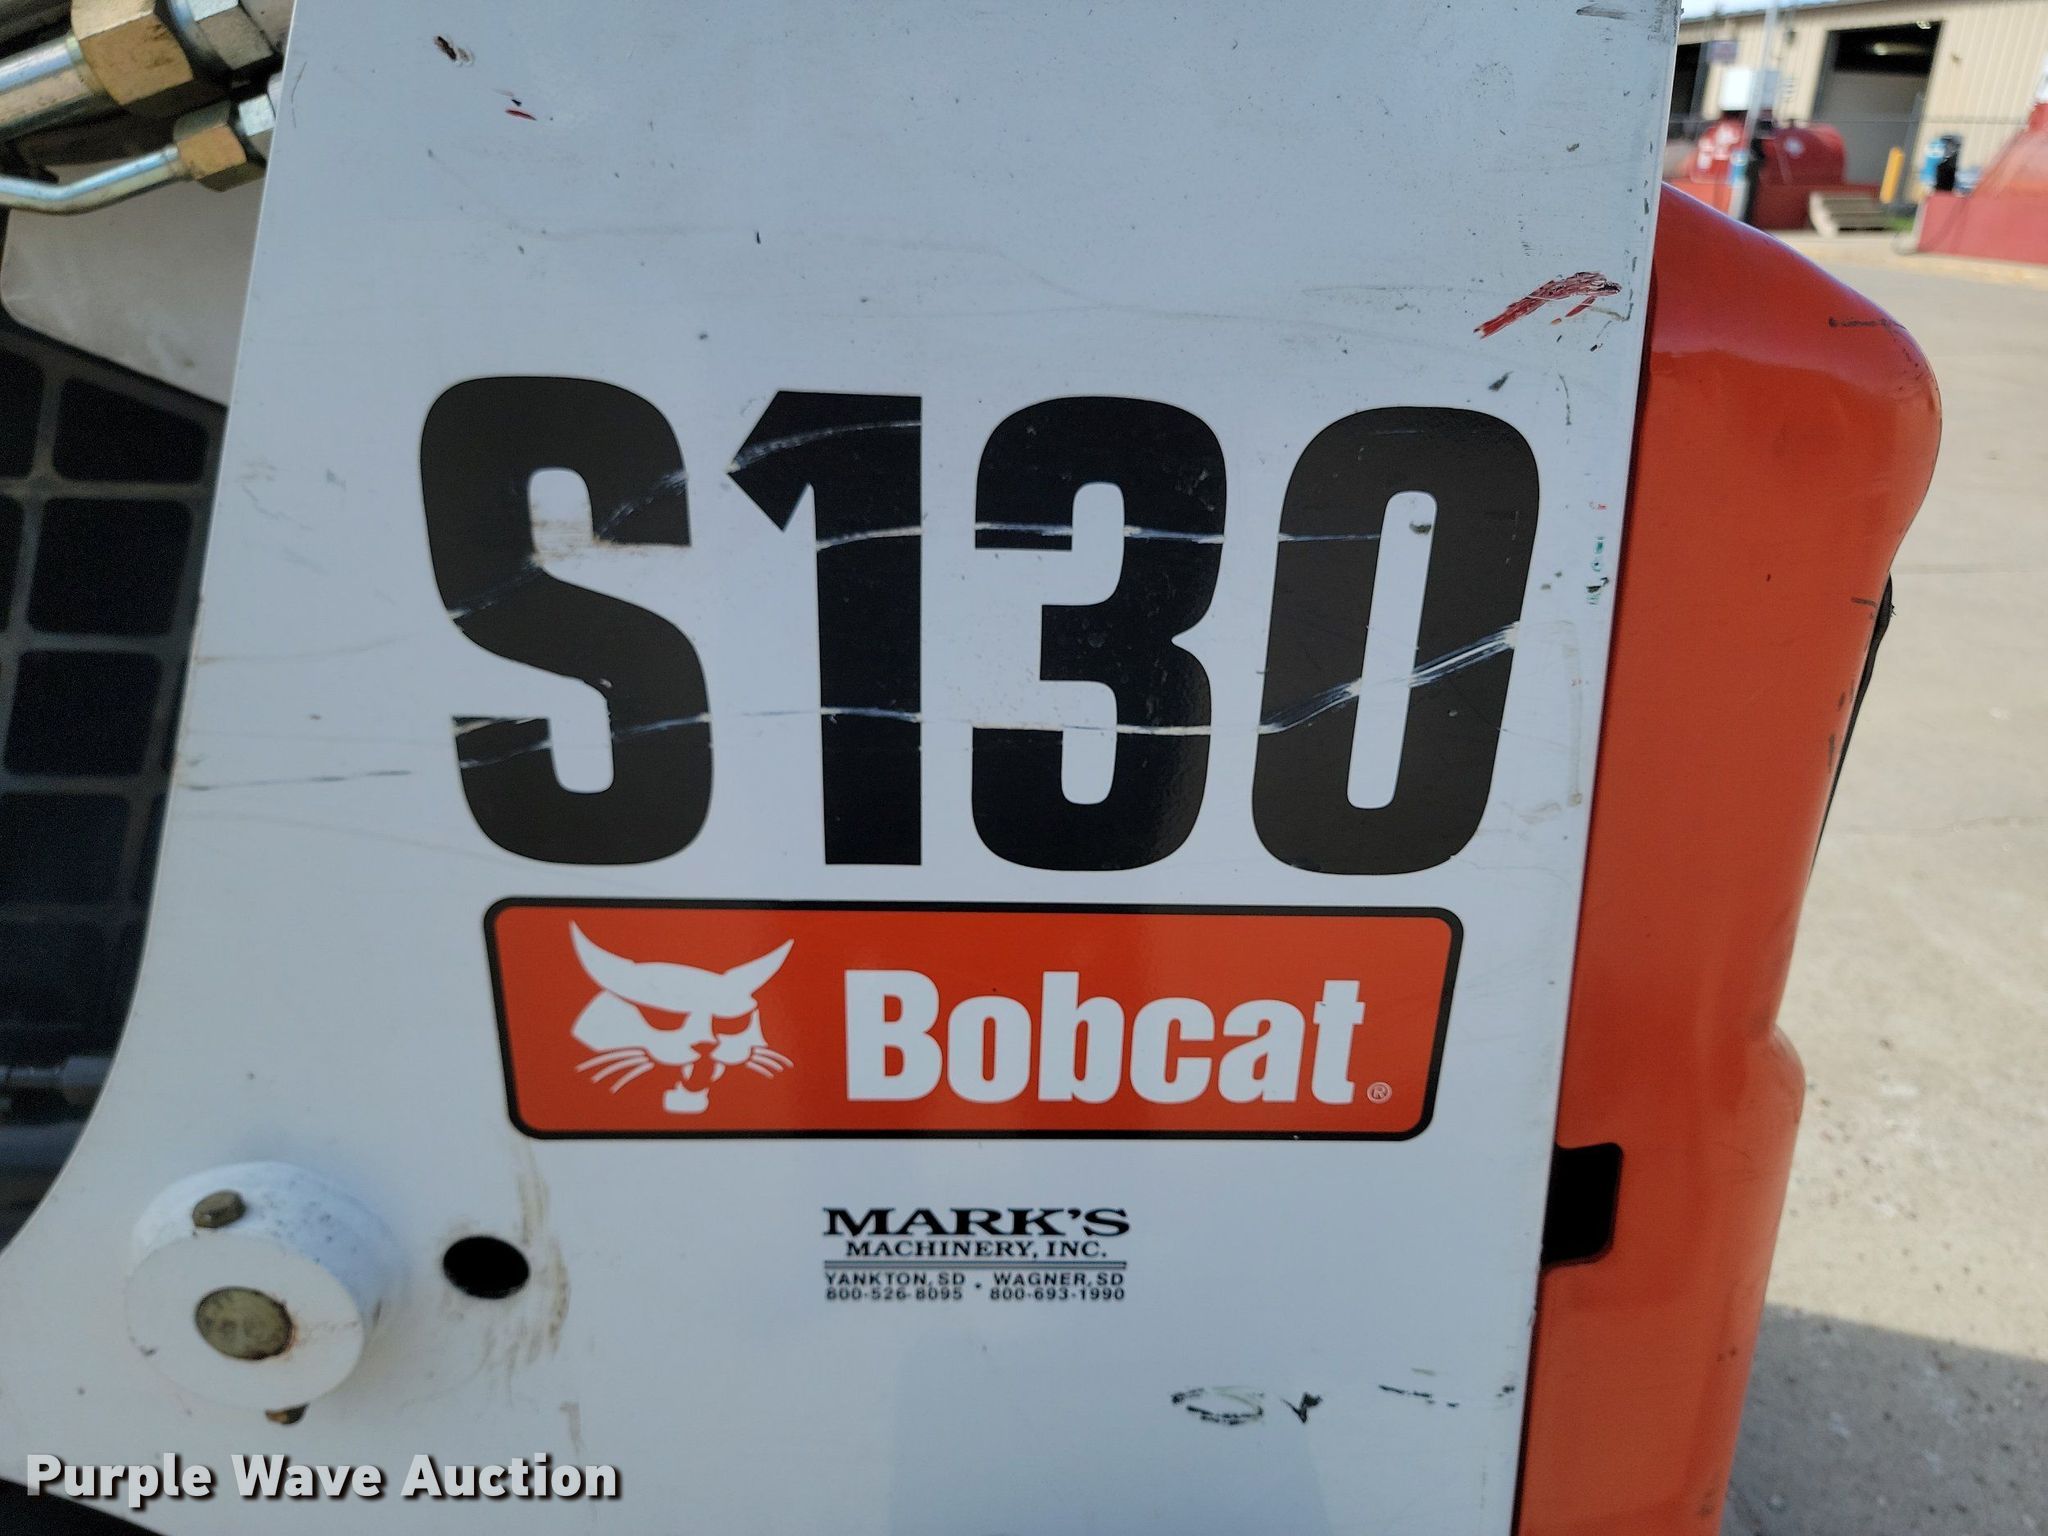 S130
Bobcat®
MARK'S
MACHINERY, INC.
YANKTON, SD • WAGNER, SD
800-526-8095 800-693-1990
Purple Wave Auction